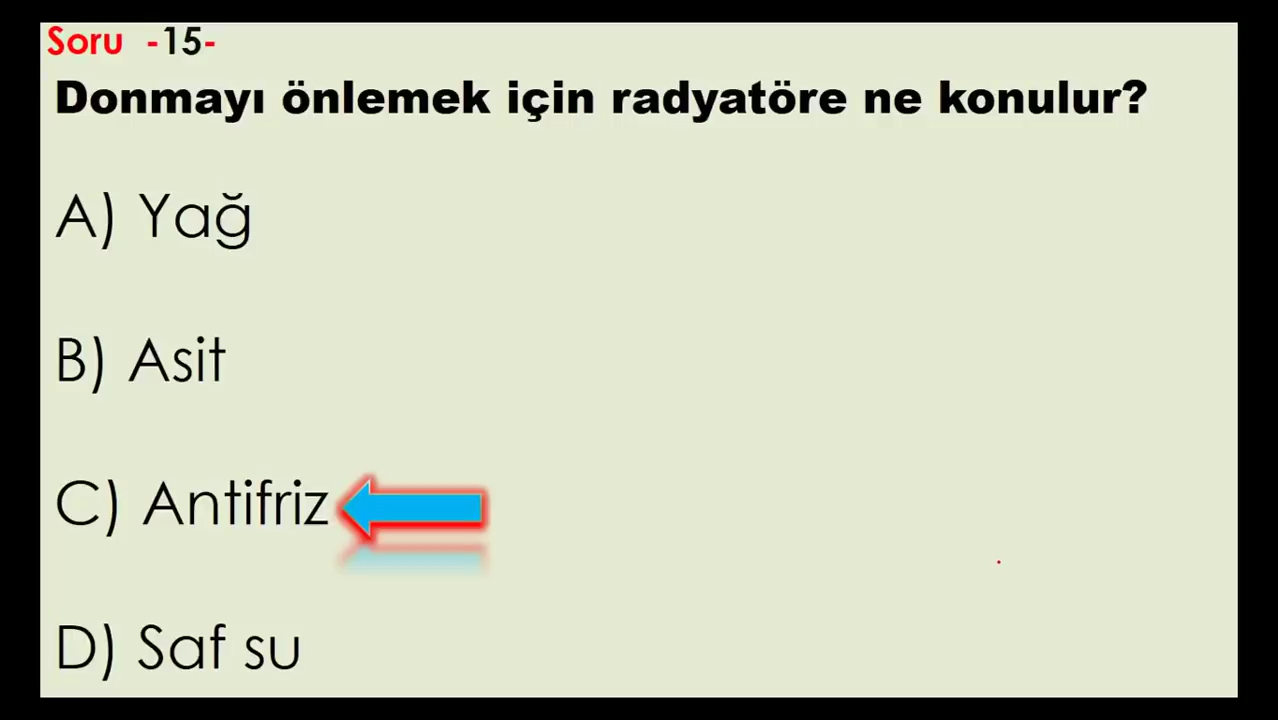 Soru -15-
Donmayı önlemek için radyatöre ne konulur?
A) Yağ
B) Asit
C) Antifriz
D) Saf su